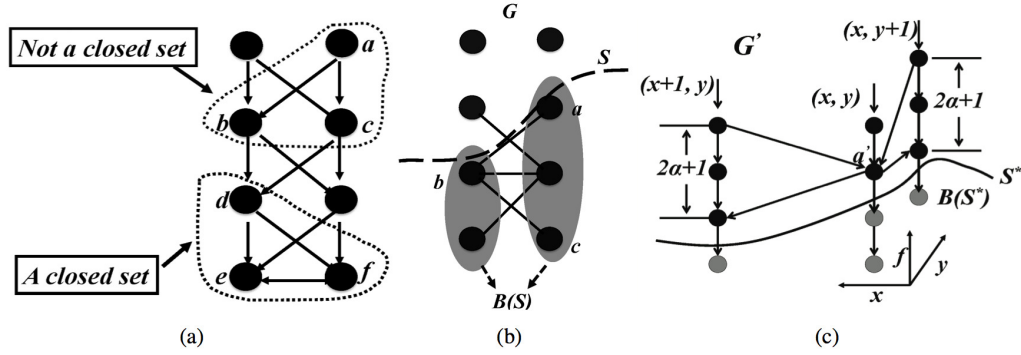 Not a closed set
A closed set
a
b
c
d
e
f
(a)
G
S
a
b
c
B(S)
(b)
G'
(x, y+1)
(x+1, y)
(x, y)
2α+1
2α+1
a'
S*
B(S*)
f
y
x
(c)